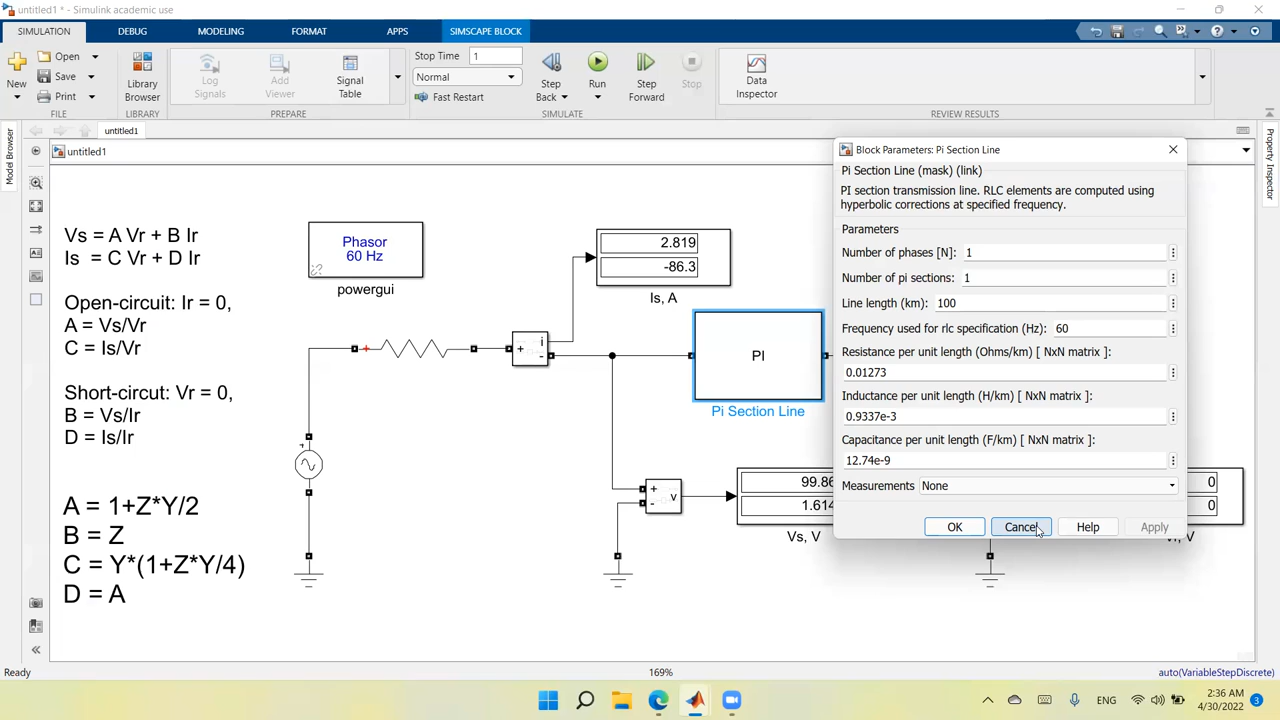 untitled1 * - Simulink academic use
SIMULATION DEBUG MODELING FORMAT APPS SIMSCAPE BLOCK
New
Open
Save
Print
FILE
Library Browser
LIBRARY
Log Signals
Add Viewer
Signal Table
PREPARE
Stop Time 1
Normal
Fast Restart
Step Back
Run
Step Forward
Stop
SIMULATE
Data Inspector
REVIEW RESULTS
Model Browser
Property Inspector
untitled1
untitled1
Vs = A Vr + B Ir
Is = C Vr + D Ir
Open-circuit: Ir = 0,
A = Vs/Vr
C = Is/Vr
Short-circut: Vr = 0,
B = Vs/Ir
D = Is/Ir
A = 1+Z*Y/2
B = Z
C = Y*(1+Z*Y/4)
D = A
Phasor
60 Hz
powergui
2.819
-86.3
Is, A
+
i
-
PI
Pi Section Line
+
+
-
v
99.86
1.614
Vs, V
0
0
Vr, V
Block Parameters: Pi Section Line
Pi Section Line (mask) (link)
PI section transmission line. RLC elements are computed using
hyperbolic corrections at specified frequency.
Parameters
Number of phases [N]: 1
Number of pi sections: 1
Line length (km): 100
Frequency used for rlc specification (Hz): 60
Resistance per unit length (Ohms/km) [ NxN matrix ]:
0.01273
Inductance per unit length (H/km) [ NxN matrix ]:
0.9337e-3
Capacitance per unit length (F/km) [ NxN matrix ]:
12.74e-9
Measurements None
OK Cancel Help Apply
Ready 169% auto(VariableStepDiscrete)
ENG
2:36 AM
4/30/2022
3